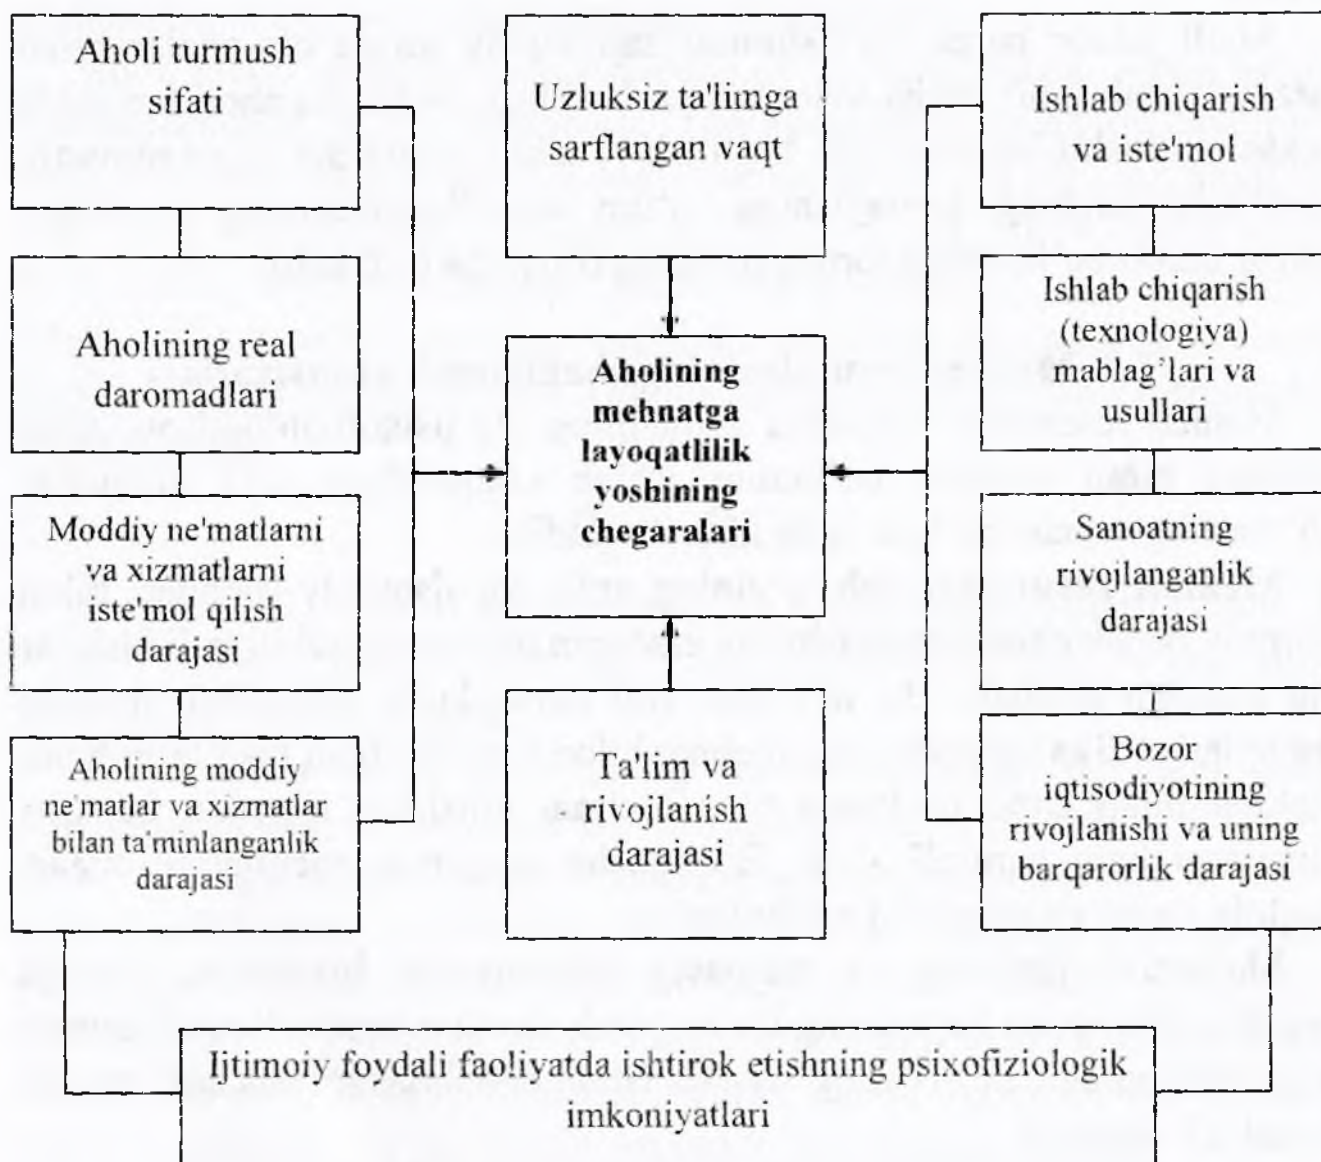 Aholi turmush
sifati
Aholining real
daromadlari
Moddiy ne'matlarni
va xizmatlarni
iste'mol qilish
darajasi
Aholining moddiy
ne'matlar va xizmatlar
bilan ta'minlanganlik
darajasi
Uzluksiz ta'limga
sarflangan vaqt
Aholining
mehnatga
layoqatlilik
yoshining
chegaralari
Ta'lim va
rivojlanish
darajasi
Ishlab chiqarish
va iste'mol
Ishlab chiqarish
(texnologiya)
mablag'lari va
usullari
Sanoatning
rivojlanganlik
darajasi
Bozor
iqtisodiyotining
rivojlanishi va uning
barqarorlik darajasi
Ijtimoiy foydali faoliyatda ishtirok etishning psixofiziologik
imkoniyatlari